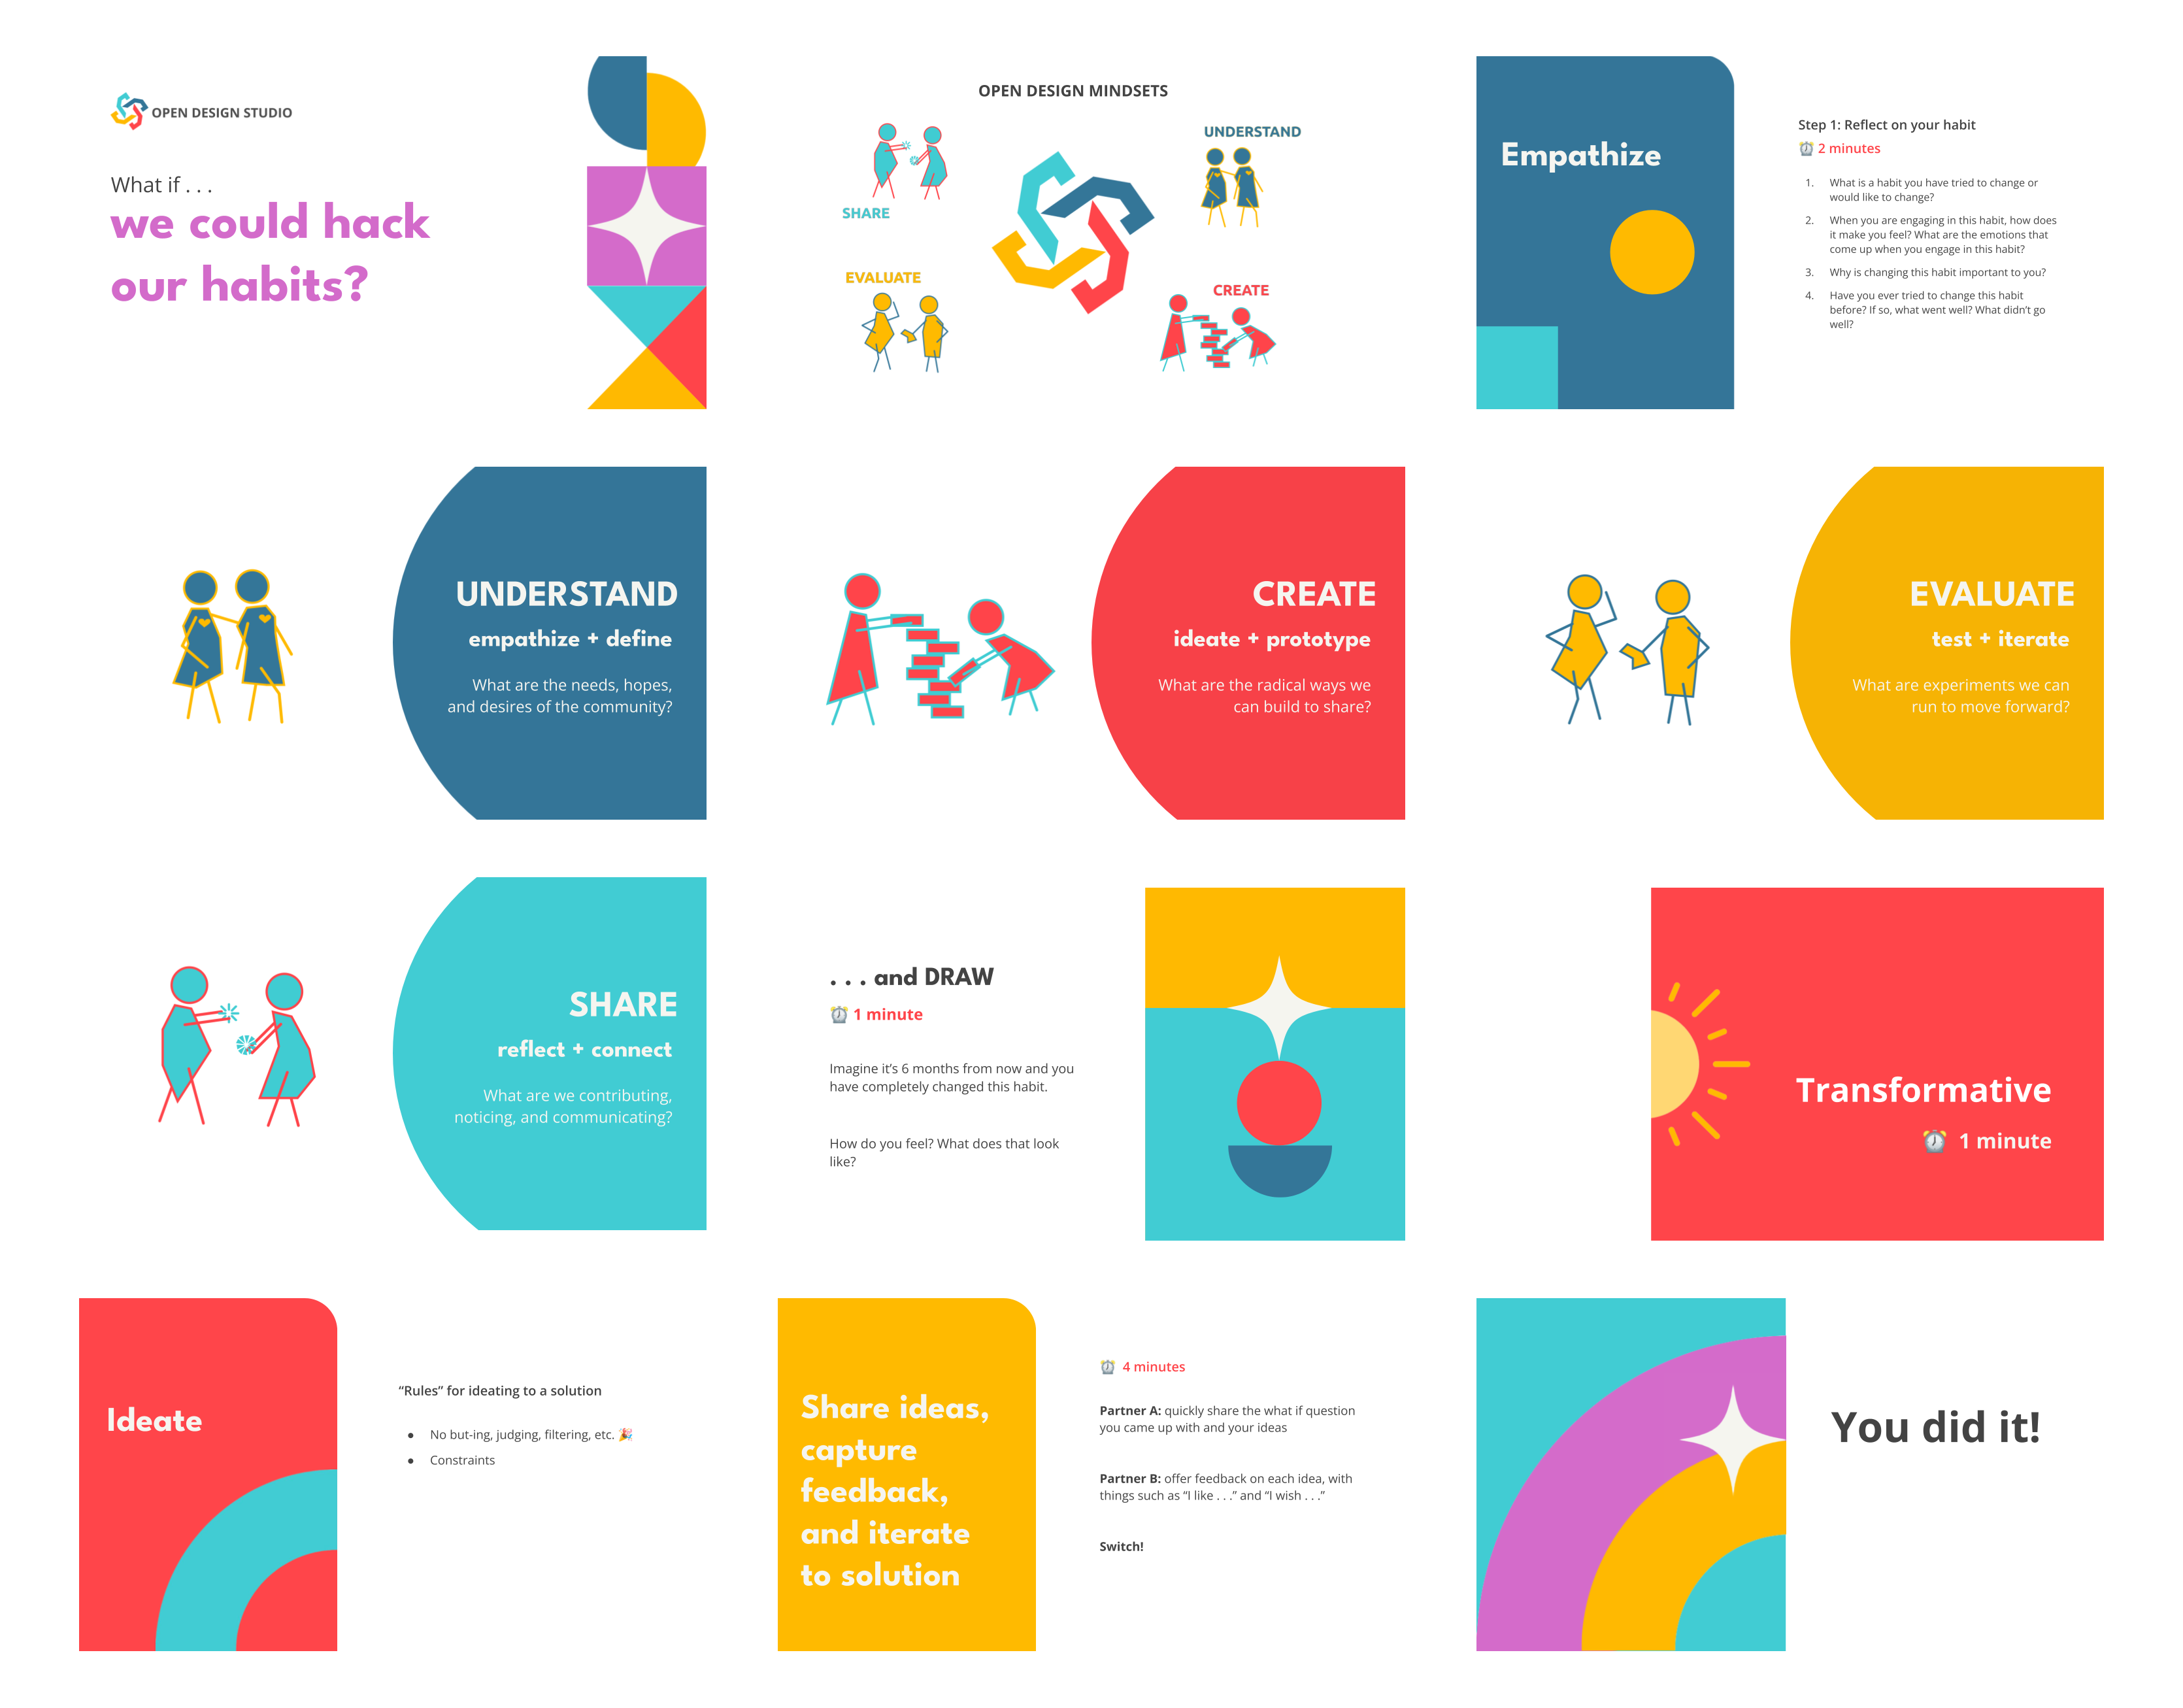 OPEN DESIGN STUDIO
What if . . .
we could hack
our habits?
OPEN DESIGN MINDSETS
SHARE
UNDERSTAND
EVALUATE
CREATE
Empathize
Step 1: Reflect on your habit
⏰ 2 minutes
1. What is a habit you have tried to change or
would like to change?
2. When you are engaging in this habit, how does
it make you feel? What are the emotions that
come up when you engage in this habit?
3. Why is changing this habit important to you?
4. Have you ever tried to change this habit
before? If so, what went well? What didn't go
well?
UNDERSTAND
empathize + define
What are the needs, hopes,
and desires of the community?
CREATE
ideate + prototype
What are the radical ways we
can build to share?
EVALUATE
test + iterate
What are experiments we can
run to move forward?
SHARE
reflect + connect
What are we contributing,
noticing, and communicating?
. . . and DRAW
⏰ 1 minute
Imagine it's 6 months from now and you
have completely changed this habit.
How do you feel? What does that look
like?
Transformative
⏰ 1 minute
Ideate
“Rules” for ideating to a solution
● No but-ing, judging, filtering, etc. 🎉
● Constraints
Share ideas,
capture
feedback,
and iterate
to solution
⏰ 4 minutes
Partner A: quickly share the what if question
you came up with and your ideas
Partner B: offer feedback on each idea, with
things such as “I like . . .” and “I wish . . .”
Switch!
You did it!